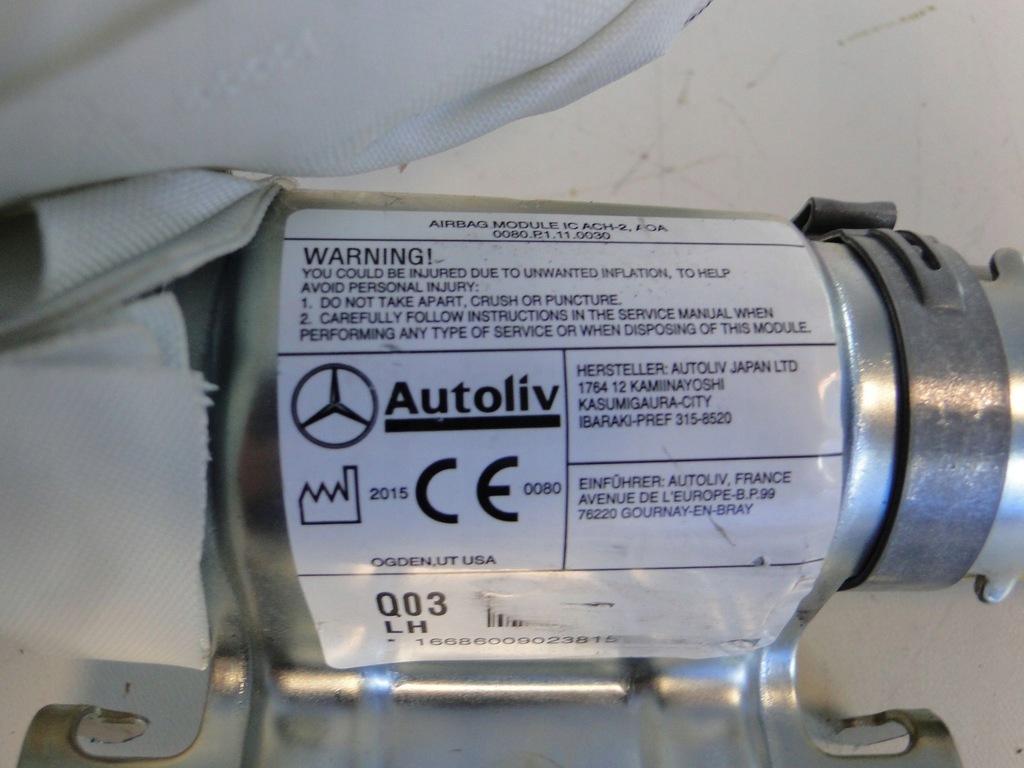 AIRBAG MODULE IC ACH-2, AOA
0080.P.1.11.0030
WARNING!
YOU COULD BE INJURED DUE TO UNWANTED INFLATION, TO HELP
AVOID PERSONAL INJURY:
1. DO NOT TAKE APART, CRUSH OR PUNCTURE.
2. CAREFULLY FOLLOW INSTRUCTIONS IN THE SERVICE MANUAL WHEN
PERFORMING ANY TYPE OF SERVICE OR WHEN DISPOSING OF THIS MODULE.
Autoliv
2015 CE 0080
OGDEN,UT USA
HERSTELLER: AUTOLIV JAPAN LTD
1764 12 KAMIINAYOSHI
KASUMIGAURA-CITY
IBARAKI-PREF 315-8520
EINFÜHRER: AUTOLIV, FRANCE
AVENUE DE L'EUROPE-B.P.99
76220 GOURNAY-EN-BRAY
Q03
LH
16686009023815